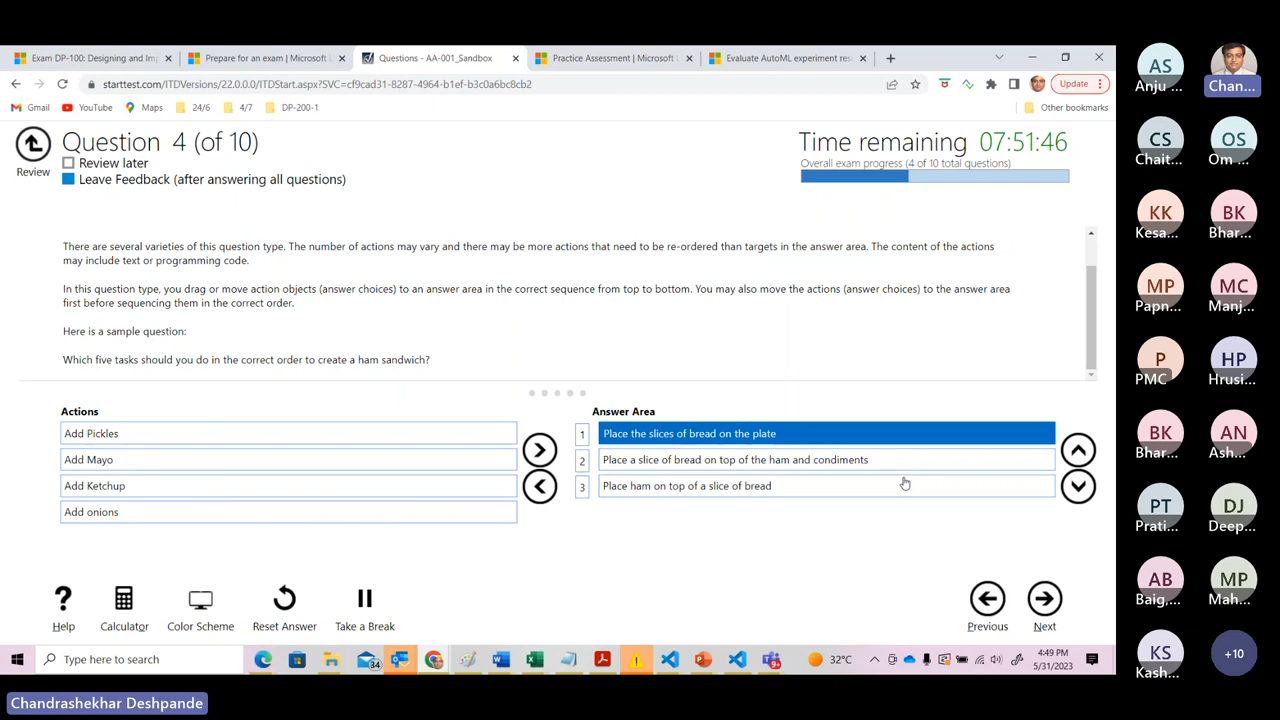 Exam DP-100: Designing and Im
Prepare for an exam | Microsoft L
Questions - AA-001_Sandbox
Practice Assessment | Microsoft L
Evaluate AutoML experiment res
starttest.com/ITDVersions/22.0.0.0/ITDStart.aspx?SVC=cf9cad31-8287-4964-b1ef-b3c0a6bc8cb2
Update
Gmail
YouTube
Maps
24/6
4/7
DP-200-1
Other bookmarks
Review
Question 4 (of 10)
Review later
Leave Feedback (after answering all questions)
Time remaining 07:51:46
Overall exam progress (4 of 10 total questions)
There are several varieties of this question type. The number of actions may vary and there may be more actions that need to be re-ordered than targets in the answer area. The content of the actions
may include text or programming code.
In this question type, you drag or move action objects (answer choices) to an answer area in the correct sequence from top to bottom. You may also move the actions (answer choices) to the answer area
first before sequencing them in the correct order.
Here is a sample question:
Which five tasks should you do in the correct order to create a ham sandwich?
Actions
Add Pickles
Add Mayo
Add Ketchup
Add onions
Answer Area
1 Place the slices of bread on the plate
2 Place a slice of bread on top of the ham and condiments
3 Place ham on top of a slice of bread
Help
Calculator
Color Scheme
Reset Answer
Take a Break
Previous
Next
Type here to search
34
9+
32°C
4:49 PM
5/31/2023
Chandrashekhar Deshpande
AS
Anju ...
Chan...
CS
Chait...
OS
Om ...
KK
Kesa...
BK
Bhar...
MP
Papn...
MC
Manj...
P
PMC
HP
Hrusi...
BK
Bhar...
AN
Ash...
PT
Prati...
DJ
Deep...
AB
Baig,...
MP
Mah...
KS
Kash...
+10